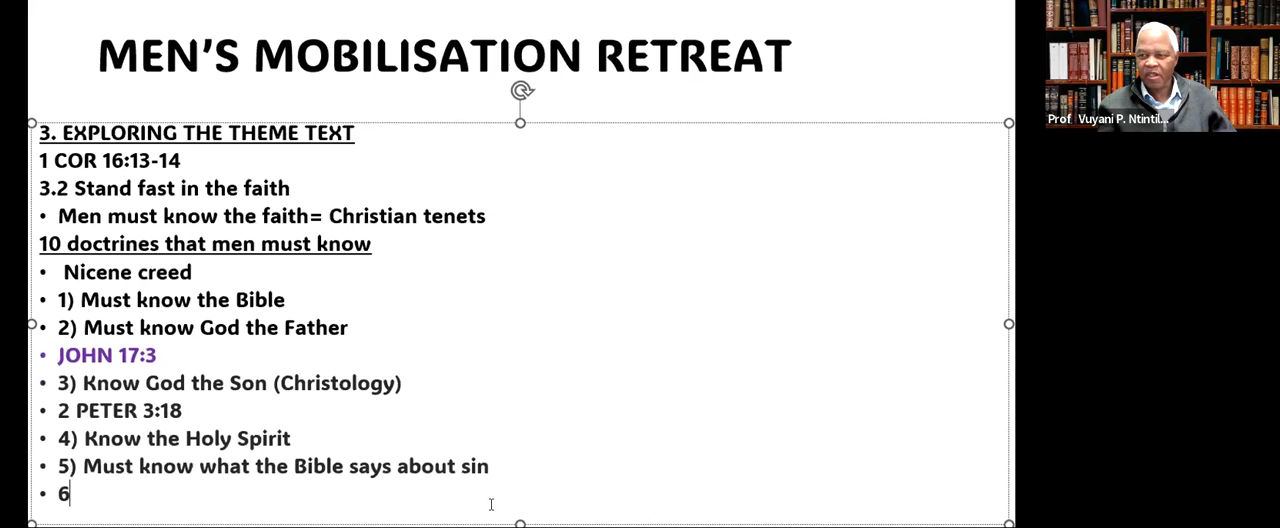 MEN'S MOBILISATION RETREAT
3. EXPLORING THE THEME TEXT
1 COR 16:13-14
3.2 Stand fast in the faith
• Men must know the faith= Christian tenets
10 doctrines that men must know
• Nicene creed
• 1) Must know the Bible
• 2) Must know God the Father
• JOHN 17:3
• 3) Know God the Son (Christology)
• 2 PETER 3:18
• 4) Know the Holy Spirit
• 5) Must know what the Bible says about sin
• 6
Prof Vuyani P. Ntintil...